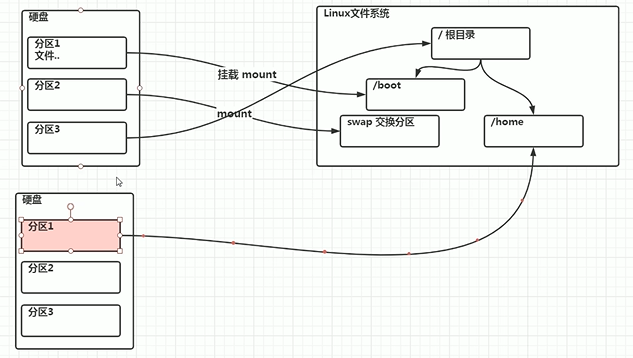 硬盘
分区1
文件..
分区2
分区3
挂载 mount
mount
Linux文件系统
/ 根目录
/boot
swap 交换分区
/home
硬盘
分区1
分区2
分区3